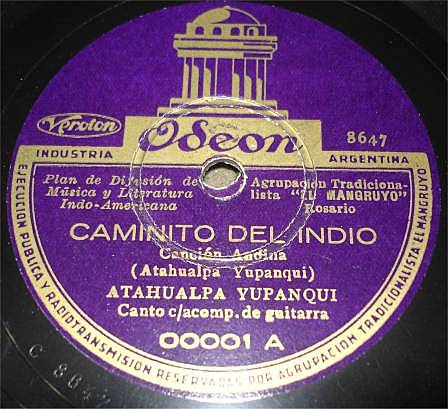 Veroton
Odeon
8647
INDUSTRIA
ARGENTINA
Plan de Difusión de
Música y Literatura
Indo-Americana
Agrupación Tradiciona-
lista "EL MANGRUYO"
Rosario
CAMINITO DEL INDIO
Canción Andina
(Atahualpa Yupanqui)
ATAHUALPA YUPANQUI
Canto c/acomp. de guitarra
00001 A
EJECUCION PUBLICA Y RADIOTRANSMISION RESERVADAS POR AGRUPACION TRADICIONALISTA EL MANGRUYO
C 8647